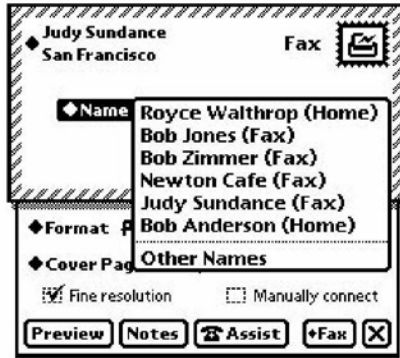 Judy Sundance
San Francisco
Fax
Name
Royce Walthrop (Home)
Bob Jones (Fax)
Bob Zimmer (Fax)
Newton Cafe (Fax)
Judy Sundance (Fax)
Bob Anderson (Home)
Other Names
Format
Cover Pag
Fine resolution
Manually connect
Preview
Notes
Assist
Fax
X